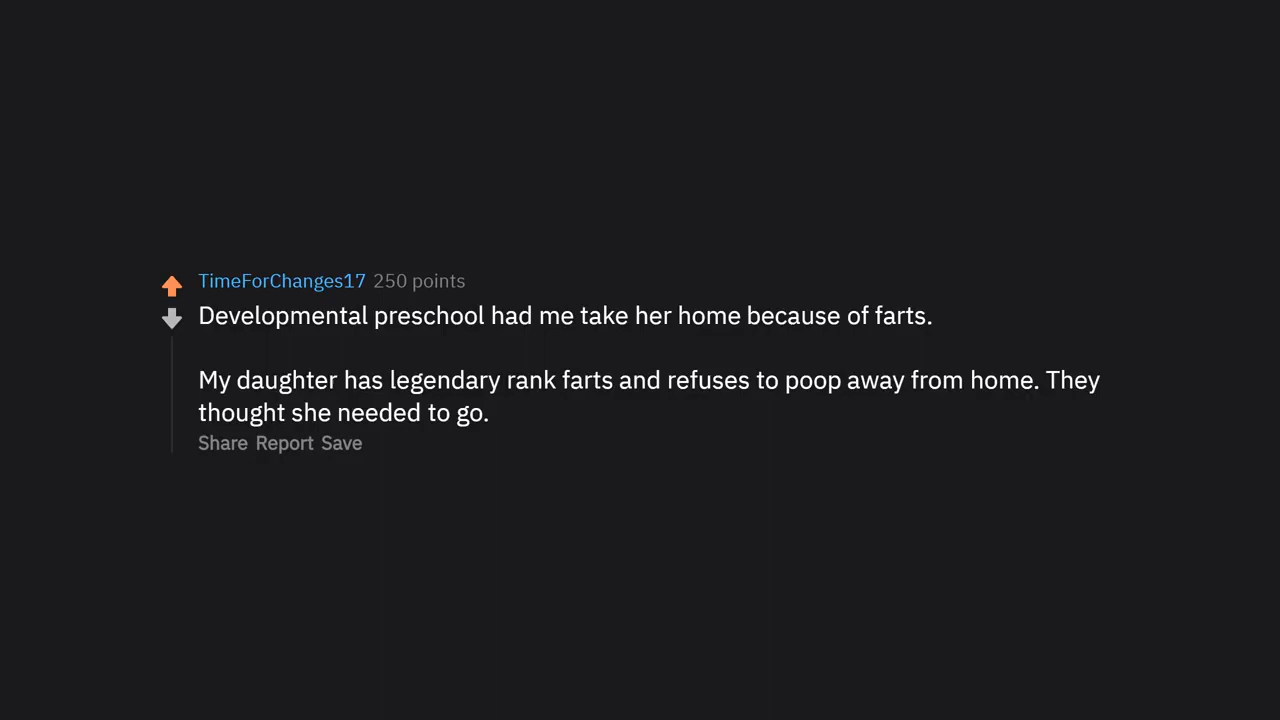 TimeForChanges17 250 points
Developmental preschool had me take her home because of farts.
My daughter has legendary rank farts and refuses to poop away from home. They
thought she needed to go.
Share Report Save